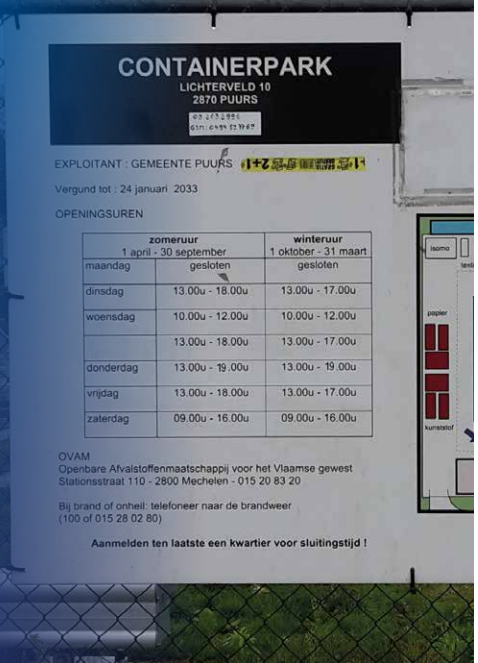 CONTAINERPARK
LICHTERVELD 10
2870 PUURS
EXPLOITANT : GEMEENTE PUURS
Vergund tot : 24 januari 2033
OPENINGSUREN
zomeruur winteruur
1 april - 30 september 1 oktober - 31 maart
maandag gesloten gesloten
dinsdag 13.00u - 18.00u 13.00u - 17.00u
woensdag 10.00u - 12.00u 10.00u - 12.00u
13.00u - 18.00u 13.00u - 17.00u
donderdag 13.00u - 19.00u 13.00u - 19.00u
vrijdag 13.00u - 18.00u 13.00u - 17.00u
zaterdag 09.00u - 16.00u 09.00u - 16.00u
OVAM
Openbare Afvalstoffenmaatschappij voor het Vlaamse gewest
Stationsstraat 110 - 2800 Mechelen - 015 20 83 20
Bij brand of onheil: telefoneer naar de brandweer
(100 of 015 28 02 80)
Aanmelden ten laatste een kwartier voor sluitingstijd !
isomo
papier
kunststof